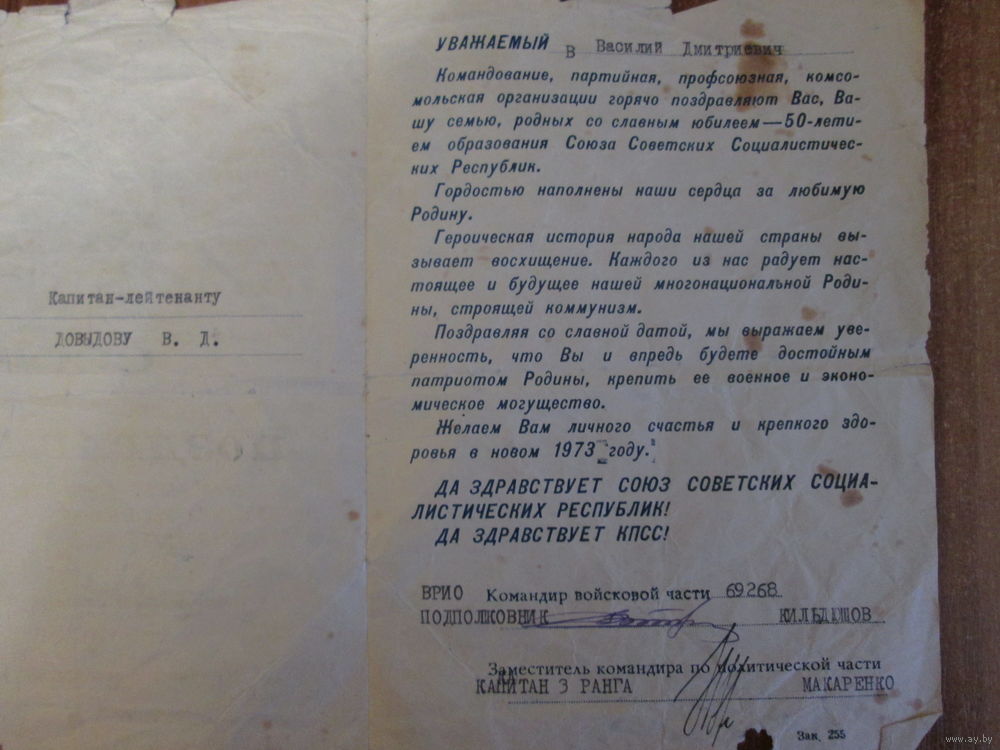 Капитан-лейтенанту
ДОВЫДОВУ В. Д.
УВАЖАЕМЫЙ В Василий Дмитриевич
Командование, партийная, профсоюзная, комсо-
мольская организации горячо поздравляют Вас, Ва-
шу семью, родных со славным юбилеем — 50-лети-
ем образования Союза Советских Социалистичес-
ких Республик.
Гордостью наполнены наши сердца за любимую
Родину.
Героическая история народа нашей страны вы-
зывает восхищение. Каждого из нас радует нас-
тоящее и будущее нашей многонациональной Роди-
ны, строящей коммунизм.
Поздравляя со славной датой, мы выражаем уве-
ренность, что Вы и впредь будете достойным
патриотом Родины, крепить ее военное и эконо-
мическое могущество.
Желаем Вам личного счастья и крепкого здо-
ровья в новом 1973 году.
ДА ЗДРАВСТВУЕТ СОЮЗ СОВЕТСКИХ СОЦИА-
ЛИСТИЧЕСКИХ РЕСПУБЛИК!
ДА ЗДРАВСТВУЕТ КПСС!
ВРИО Командир войсковой части 69268
ПОДПОЛКОВНИК КИЛЬДЯШОВ
Заместитель командира по политической части
КАПИТАН 3 РАНГА МАКАРЕНКО
Зак. 255
www.ay.by